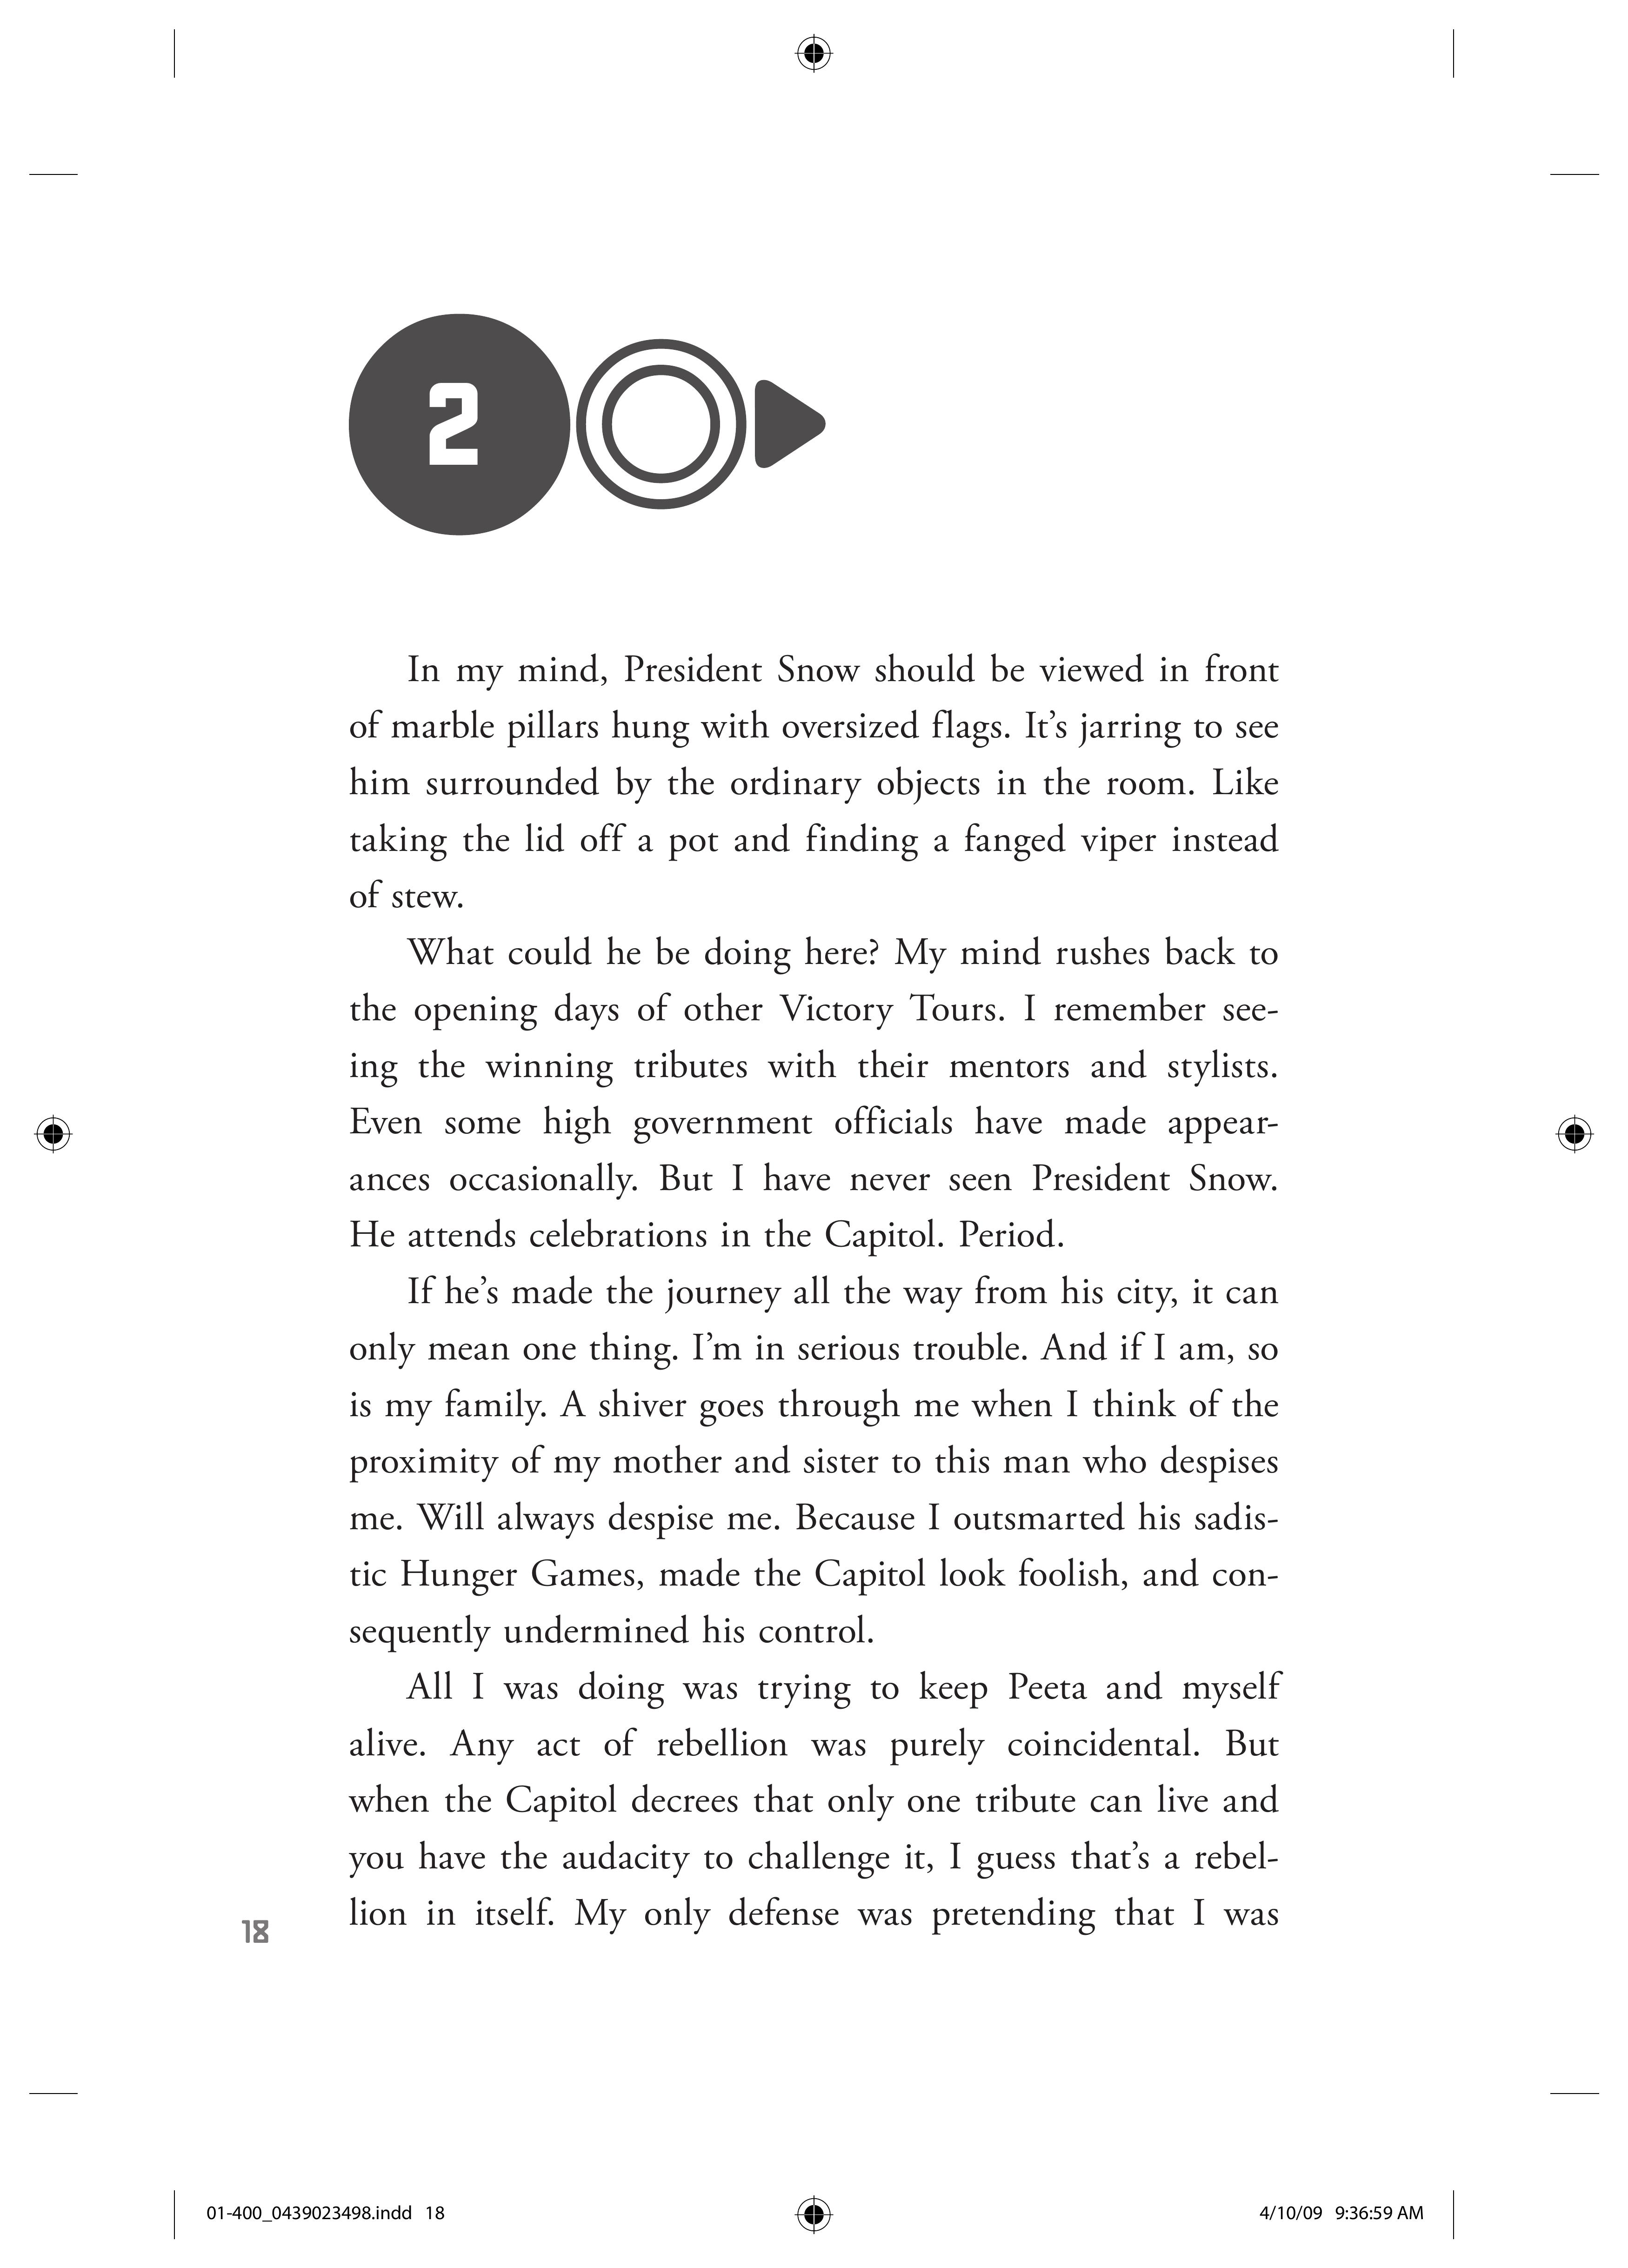 2
In my mind, President Snow should be viewed in front
of marble pillars hung with oversized flags. It’s jarring to see
him surrounded by the ordinary objects in the room. Like
taking the lid off a pot and finding a fanged viper instead
of stew.
What could he be doing here? My mind rushes back to
the opening days of other Victory Tours. I remember see-
ing the winning tributes with their mentors and stylists.
Even some high government officials have made appear-
ances occasionally. But I have never seen President Snow.
He attends celebrations in the Capitol. Period.
If he’s made the journey all the way from his city, it can
only mean one thing. I’m in serious trouble. And if I am, so
is my family. A shiver goes through me when I think of the
proximity of my mother and sister to this man who despises
me. Will always despise me. Because I outsmarted his sadis-
tic Hunger Games, made the Capitol look foolish, and con-
sequently undermined his control.
All I was doing was trying to keep Peeta and myself
alive. Any act of rebellion was purely coincidental. But
when the Capitol decrees that only one tribute can live and
you have the audacity to challenge it, I guess that’s a rebel-
lion in itself. My only defense was pretending that I was
18
01-400_0439023498.indd 18
4/10/09 9:36:59 AM